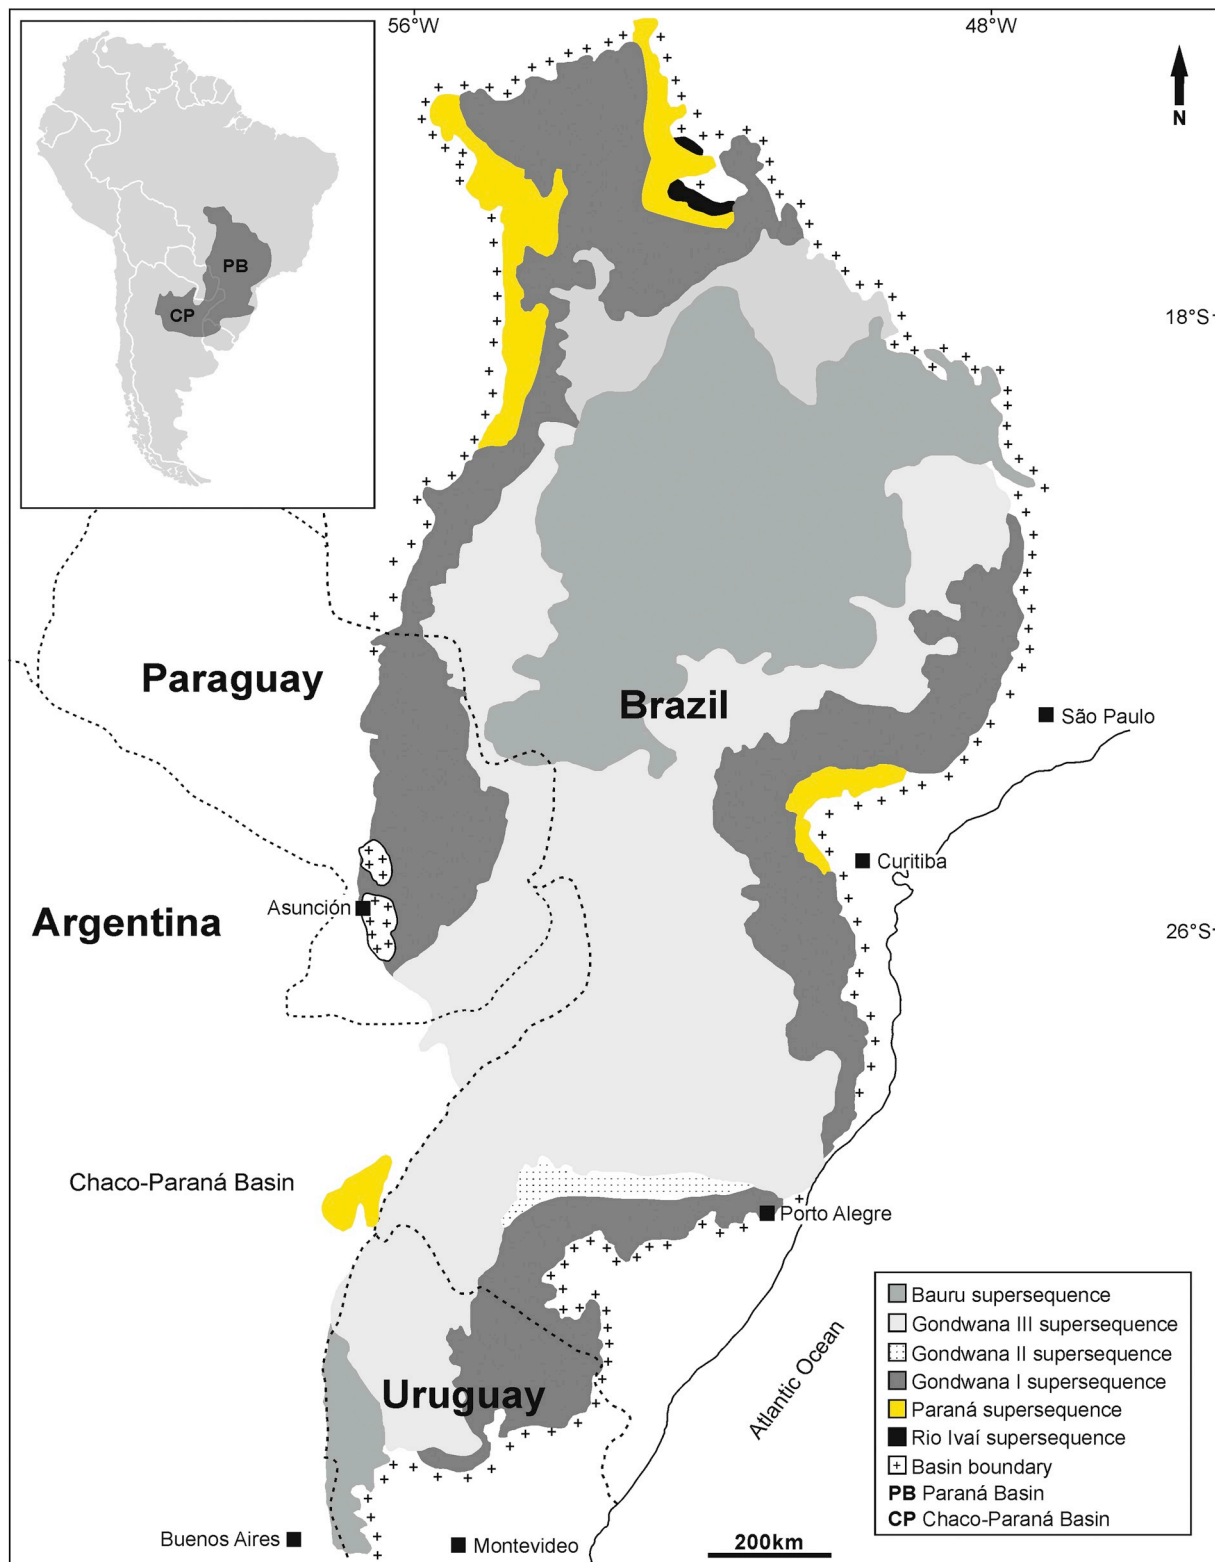 56°W
48°W
N
PB
CP
18°S
Paraguay
Brazil
São Paulo
Curitiba
Asunción
Argentina
26°S
Chaco-Paraná Basin
Porto Alegre
Uruguay
Atlantic Ocean
Bauru supersequence
Gondwana III supersequence
Gondwana II supersequence
Gondwana I supersequence
Paraná supersequence
Rio Ivaí supersequence
Basin boundary
PB Paraná Basin
CP Chaco-Paraná Basin
Buenos Aires
Montevideo
200km